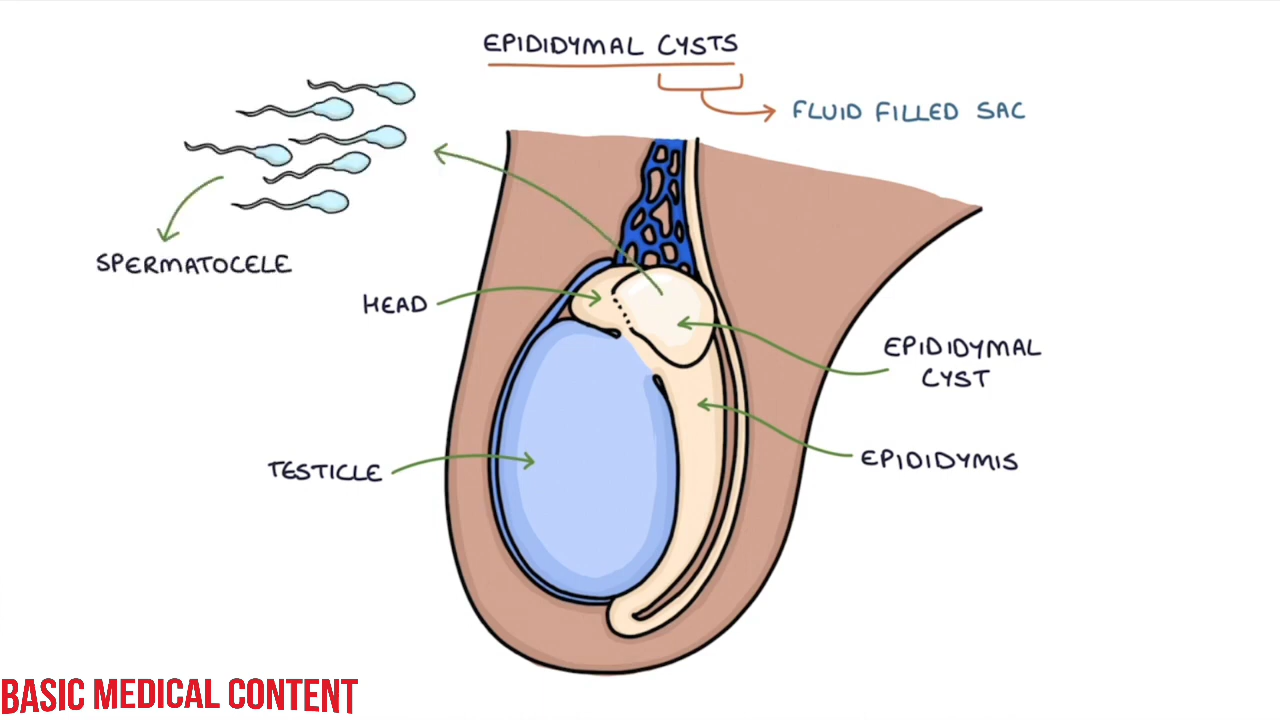 EPIDIDYMAL CYSTS
FLUID FILLED SAC
SPERMATOCELE
HEAD
EPIDIDYMAL
CYST
TESTICLE
EPIDIDYMIS
BASIC MEDICAL CONTENT